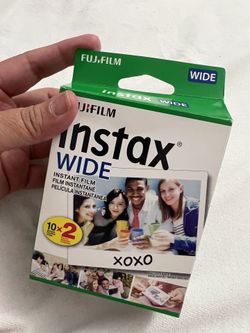 FUJIFILM
WIDE
instax WIDE
FUJIFILM
instax®
WIDE
INSTANT FILM
FILM INSTANTANÉ
PELÍCULA INSTANTÁNEA
10×2
XOXO